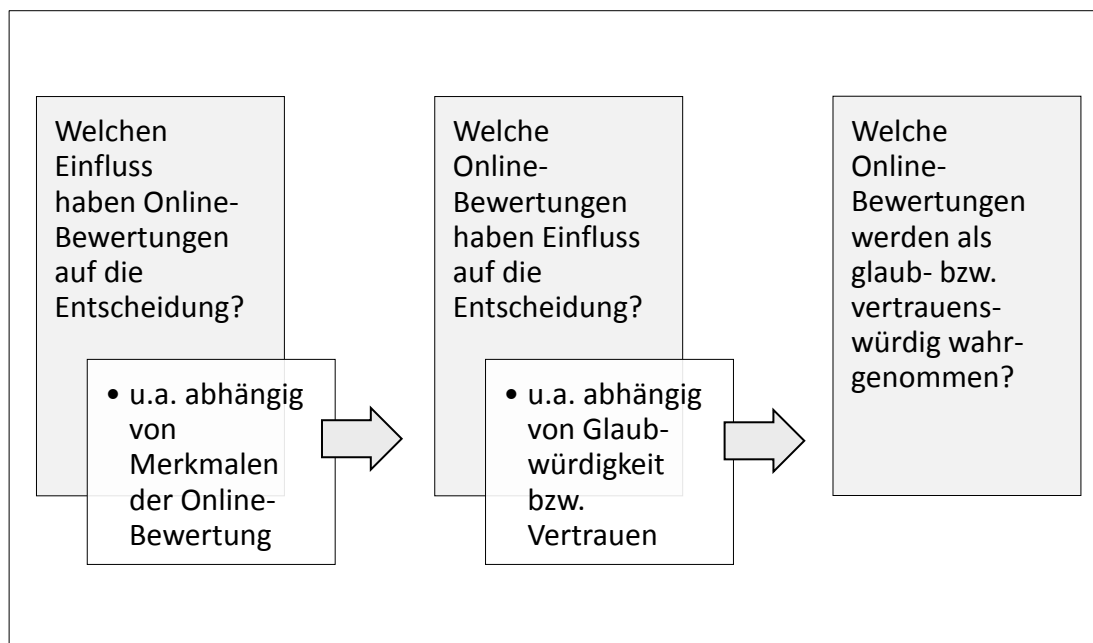 Welchen
Einfluss
haben Online-
Bewertungen
auf die
Entscheidung?
• u.a. abhängig
von
Merkmalen
der Online-
Bewertung
Welche
Online-
Bewertungen
haben Einfluss
auf die
Entscheidung?
• u.a. abhängig
von Glaub-
würdigkeit
bzw.
Vertrauen
Welche
Online-
Bewertungen
werden als
glaub- bzw.
vertrauens-
würdig wahr-
genommen?